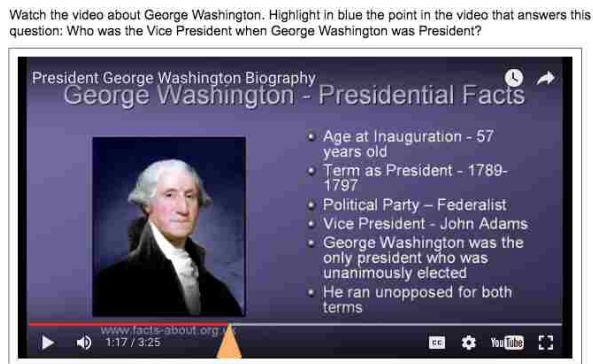 Watch the video about George Washington. Highlight in blue the point in the video that answers this
question: Who was the Vice President when George Washington was President?
President George Washington Biography
George Washington - Presidential Facts
Age at Inauguration - 57
years old
Term as President - 1789-
1797
Political Party – Federalist
Vice President - John Adams
George Washington was the
only president who was
unanimously elected
He ran unopposed for both
terms
www.facts-about.org.
1:17 / 3:25
CC
YouTube